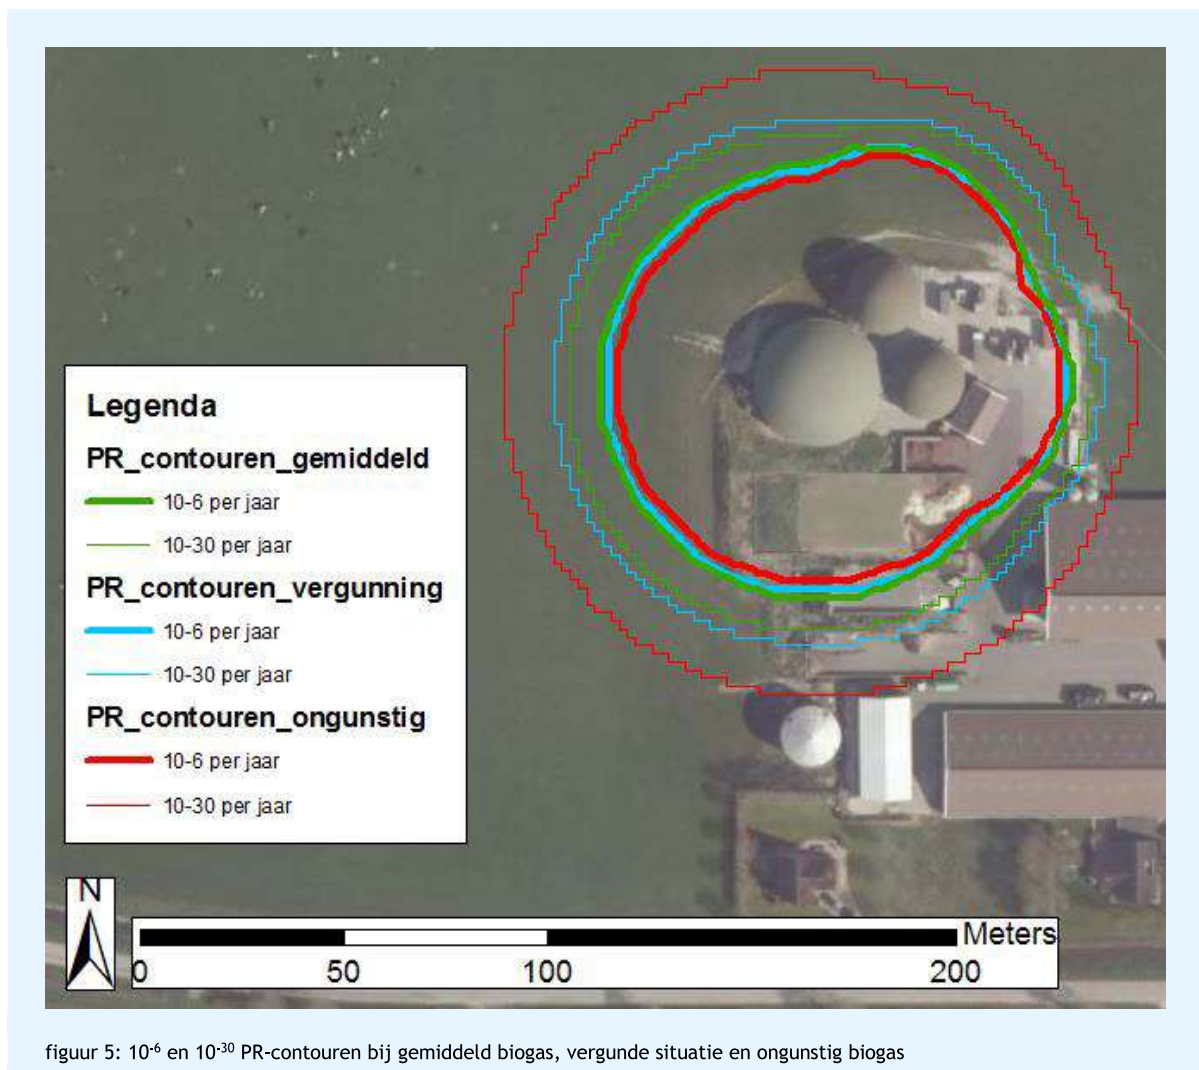 Legenda
PR_contouren_gemiddeld
10-6 per jaar
10-30 per jaar
PR_contouren_vergunning
10-6 per jaar
10-30 per jaar
PR_contouren_ongunstig
10-6 per jaar
10-30 per jaar
N
Meters
0 50 100 200
figuur 5: 10⁻⁶ en 10⁻³⁰ PR-contouren bij gemiddeld biogas, vergunde situatie en ongunstig biogas